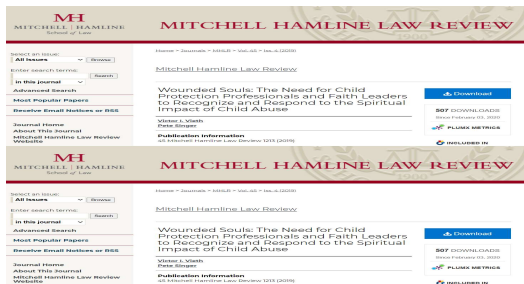 MH
MITCHELL | HAMLINE
School of Law
MITCHELL HAMLINE LAW REVIEW
Home > Journals > MHLR > Vol. 45 > Iss. 4 (2019)
Select an issue:
All Issues
Browse
Enter search terms:
Search
in this journal
Advanced Search
Most Popular Papers
Receive Email Notices or RSS
Journal Home
About This Journal
Mitchell Hamline Law Review
Website
Mitchell Hamline Law Review
Wounded Souls: The Need for Child
Protection Professionals and Faith Leaders
to Recognize and Respond to the Spiritual
Impact of Child Abuse
Victor I. Vieth
Pete Singer
Publication Information
45 Mitchell Hamline Law Review 1213 (2019)
Download
507 DOWNLOADS
Since February 03, 2020
PLUMX METRICS
INCLUDED IN
MH
MITCHELL | HAMLINE
School of Law
MITCHELL HAMLINE LAW REVIEW
1900
Home > Journals > MHLR > Vol. 45 > Iss. 4 (2019)
Select an issue:
All Issues
Browse
Enter search terms:
Search
in this journal
Advanced Search
Most Popular Papers
Receive Email Notices or RSS
Journal Home
About This Journal
Mitchell Hamline Law Review
Website
Mitchell Hamline Law Review
Wounded Souls: The Need for Child
Protection Professionals and Faith Leaders
to Recognize and Respond to the Spiritual
Impact of Child Abuse
Victor I. Vieth
Pete Singer
Publication Information
45 Mitchell Hamline Law Review 1213 (2019)
Download
507 DOWNLOADS
Since February 03, 2020
PLUMX METRICS
INCLUDED IN